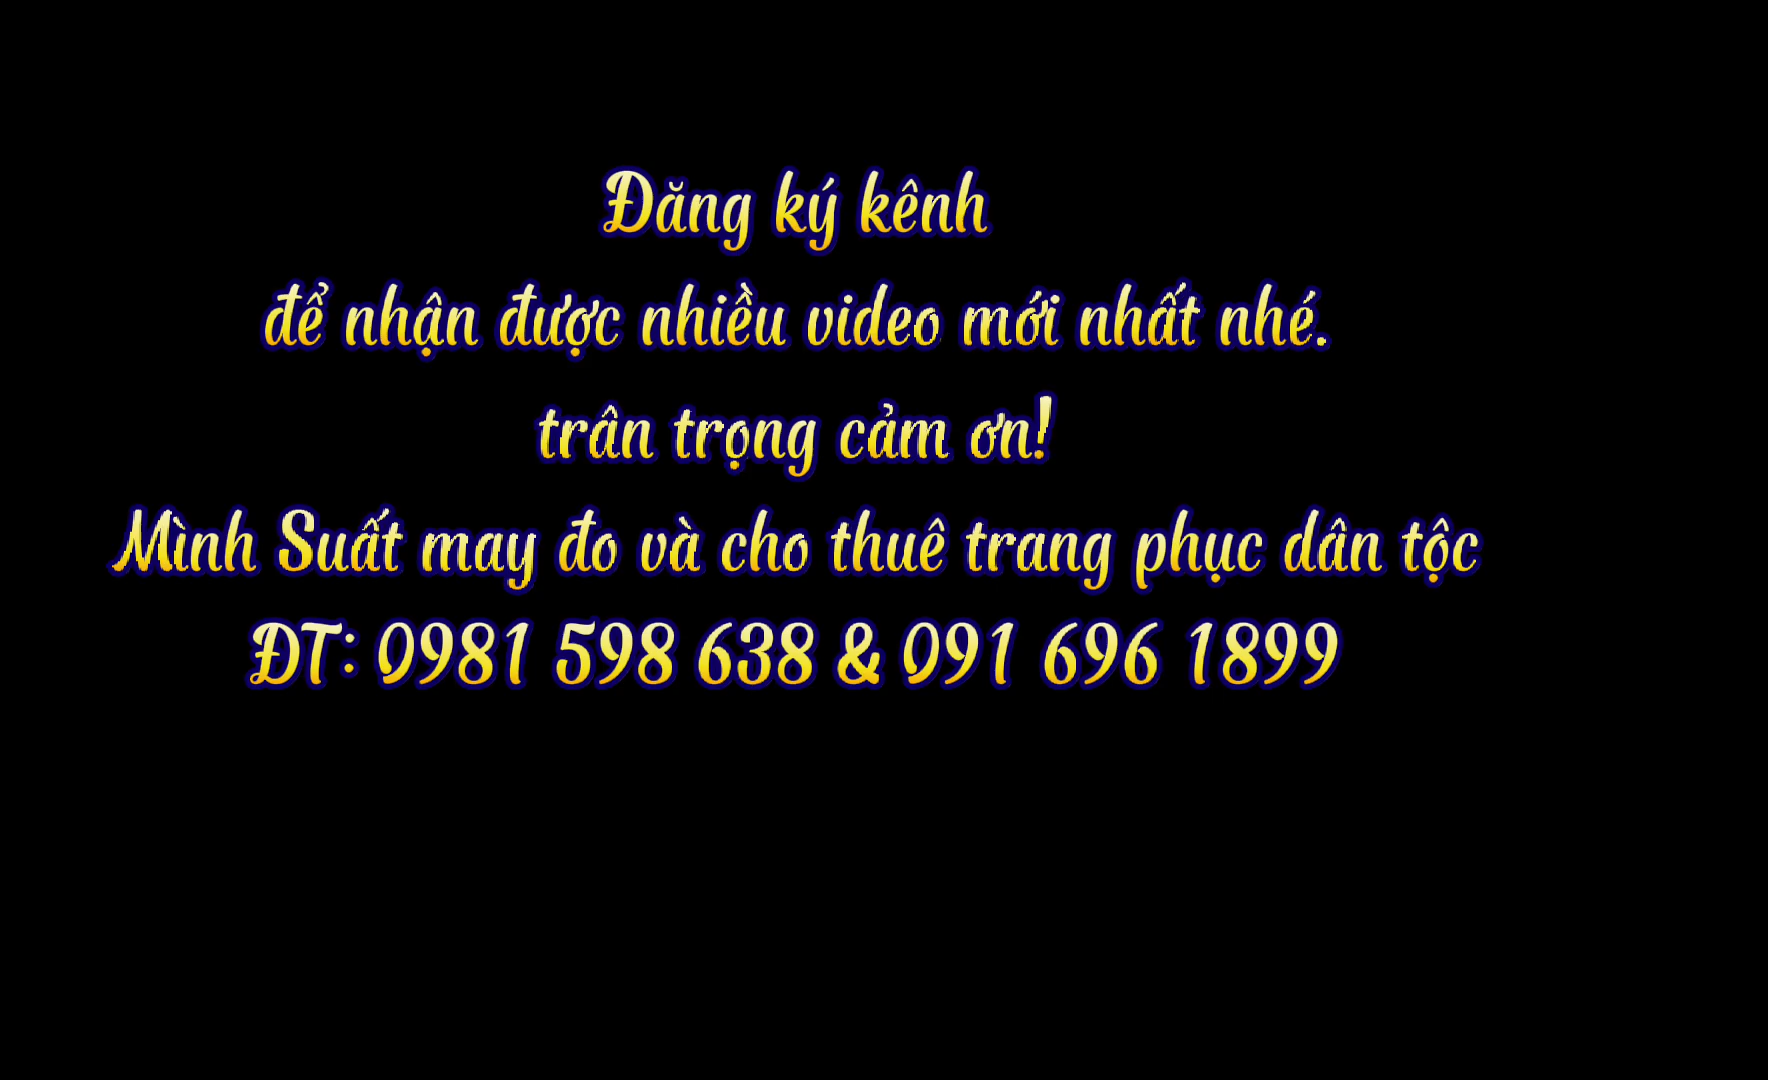 Đăng ký kênh
để nhận được nhiều video mới nhất nhé.
trân trọng cảm ơn!
Mình Suất may đo và cho thuê trang phục dân tộc
ĐT: 0981 598 638 & 091 696 1899